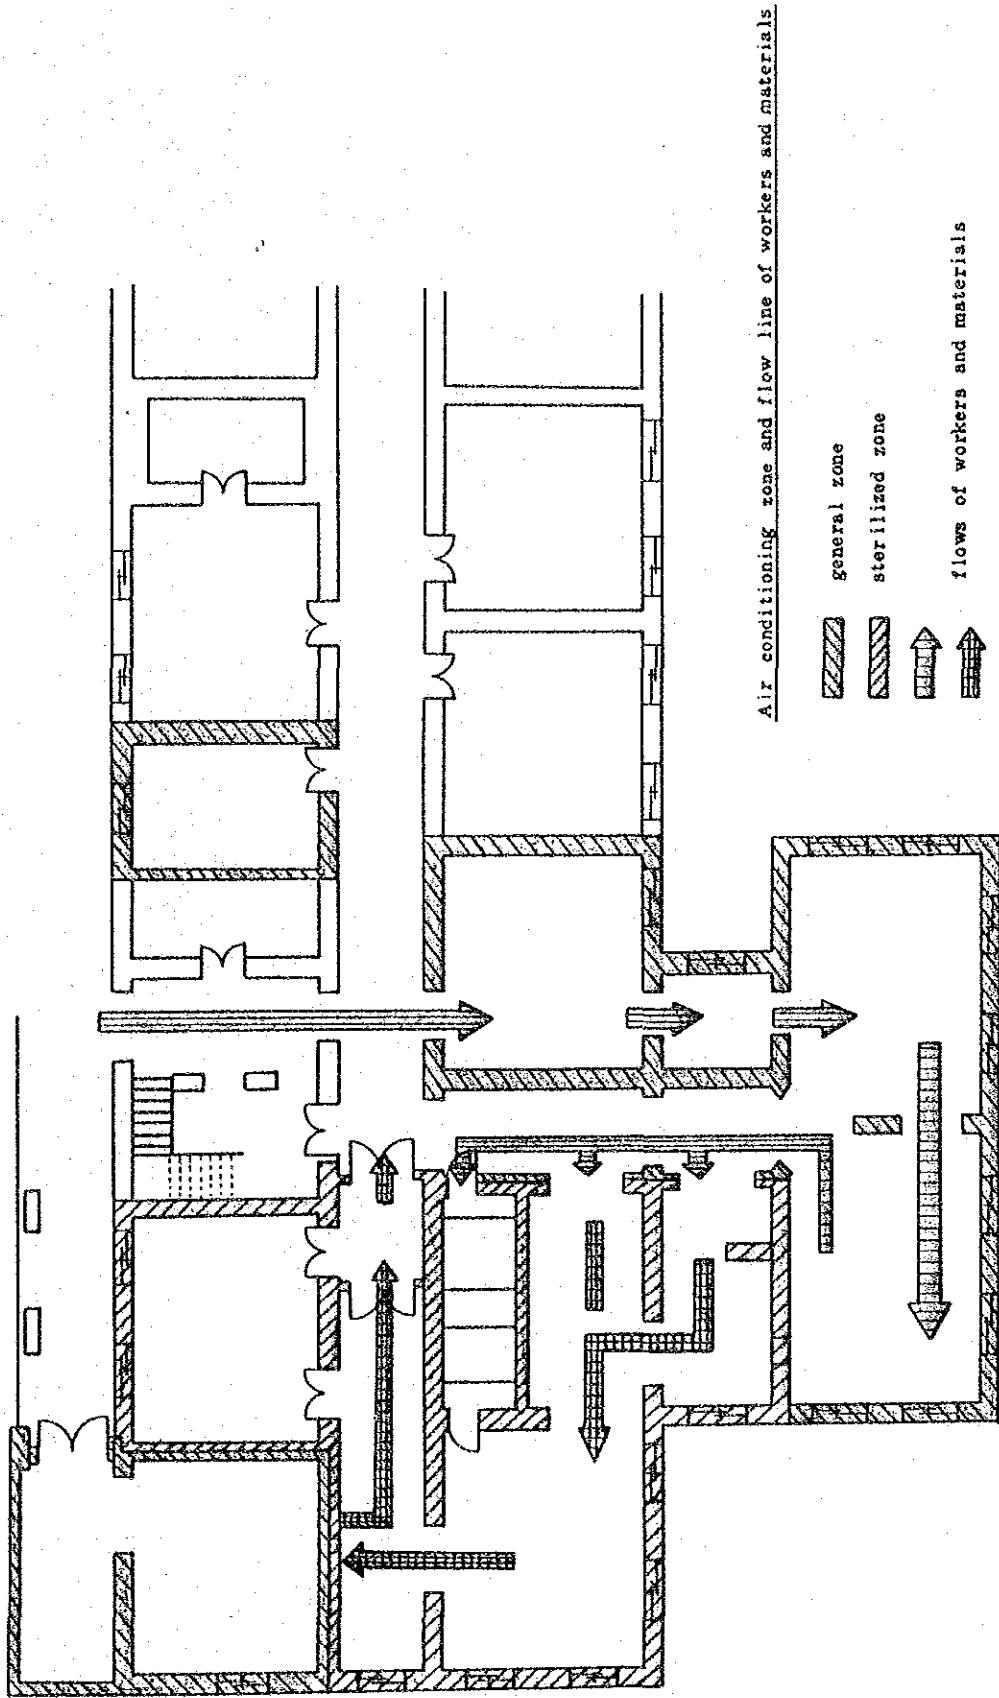 Air conditioning zone and flow line of workers and materials
general zone
sterilized zone
flows of workers and materials